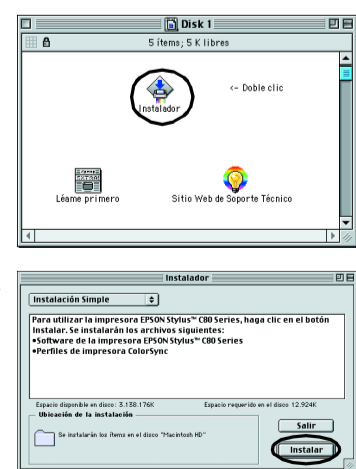 Disk 1
5 ítems; 5 K libres
Instalador
<- Doble clic
Léame primero
Sitio Web de Soporte Técnico
Instalador
Instalación Simple
Para utilizar la impresora EPSON Stylus™ C80 Series, haga clic en el botón
Instalar. Se instalarán los archivos siguientes:
•Software de la impresora EPSON Stylus™ C80 Series
•Perfiles de impresora ColorSync
Espacio disponible en disco: 3.138.176K
Espacio requerido en el disco 12.924K
Ubicación de la instalación
Se instalarán los ítems en el disco "Macintosh HD"
Salir
Instalar